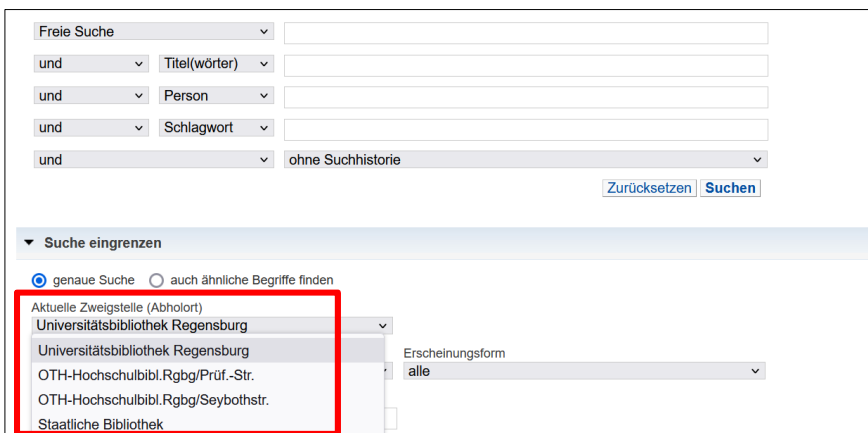 Freie Suche
und Titel(wörter)
und Person
und Schlagwort
und ohne Suchhistorie
Zurücksetzen Suchen
Suche eingrenzen
genaue Suche auch ähnliche Begriffe finden
Aktuelle Zweigstelle (Abholort)
Universitätsbibliothek Regensburg
Universitätsbibliothek Regensburg
Erscheinungsform
alle
OTH-Hochschulbibl.Rgbg/Prüf.-Str.
OTH-Hochschulbibl.Rgbg/Seybothstr.
Staatliche Bibliothek